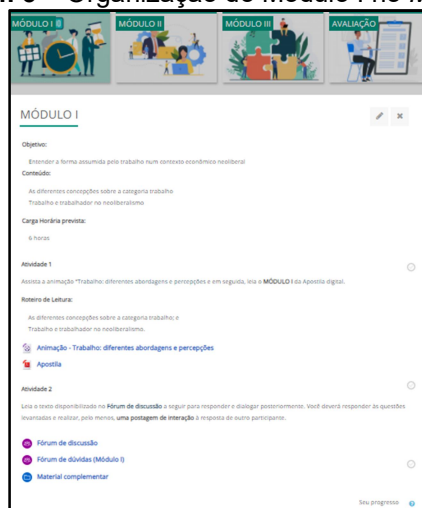 Organização do Módulo I no
MÓDULO I
MÓDULO II
MÓDULO III
AVALIAÇÃO
MÓDULO I
Objetivo:
Entender a forma assumida pelo trabalho num contexto econômico neoliberal
Conteúdo:
As diferentes concepções sobre a categoria trabalho
Trabalho e trabalhador no neoliberalismo
Carga Horária prevista:
6 horas
Atividade 1
Assista a animação "Trabalho: diferentes abordagens e percepções e em seguida, leia o MÓDULO I da Apostila digital.
Roteiro de Leitura:
As diferentes concepções sobre a categoria trabalho; e
Trabalho e trabalhador no neoliberalismo.
Animação - Trabalho: diferentes abordagens e percepções
Apostila
Atividade 2
Leia o texto disponibilizado no Fórum de discussão a seguir para responder e dialogar posteriormente. Você deverá responder às questões
levantadas e realizar, pelo menos, uma postagem de interação à resposta de outro participante.
Fórum de discussão
Fórum de dúvidas (Módulo I)
Material complementar
Seu progresso